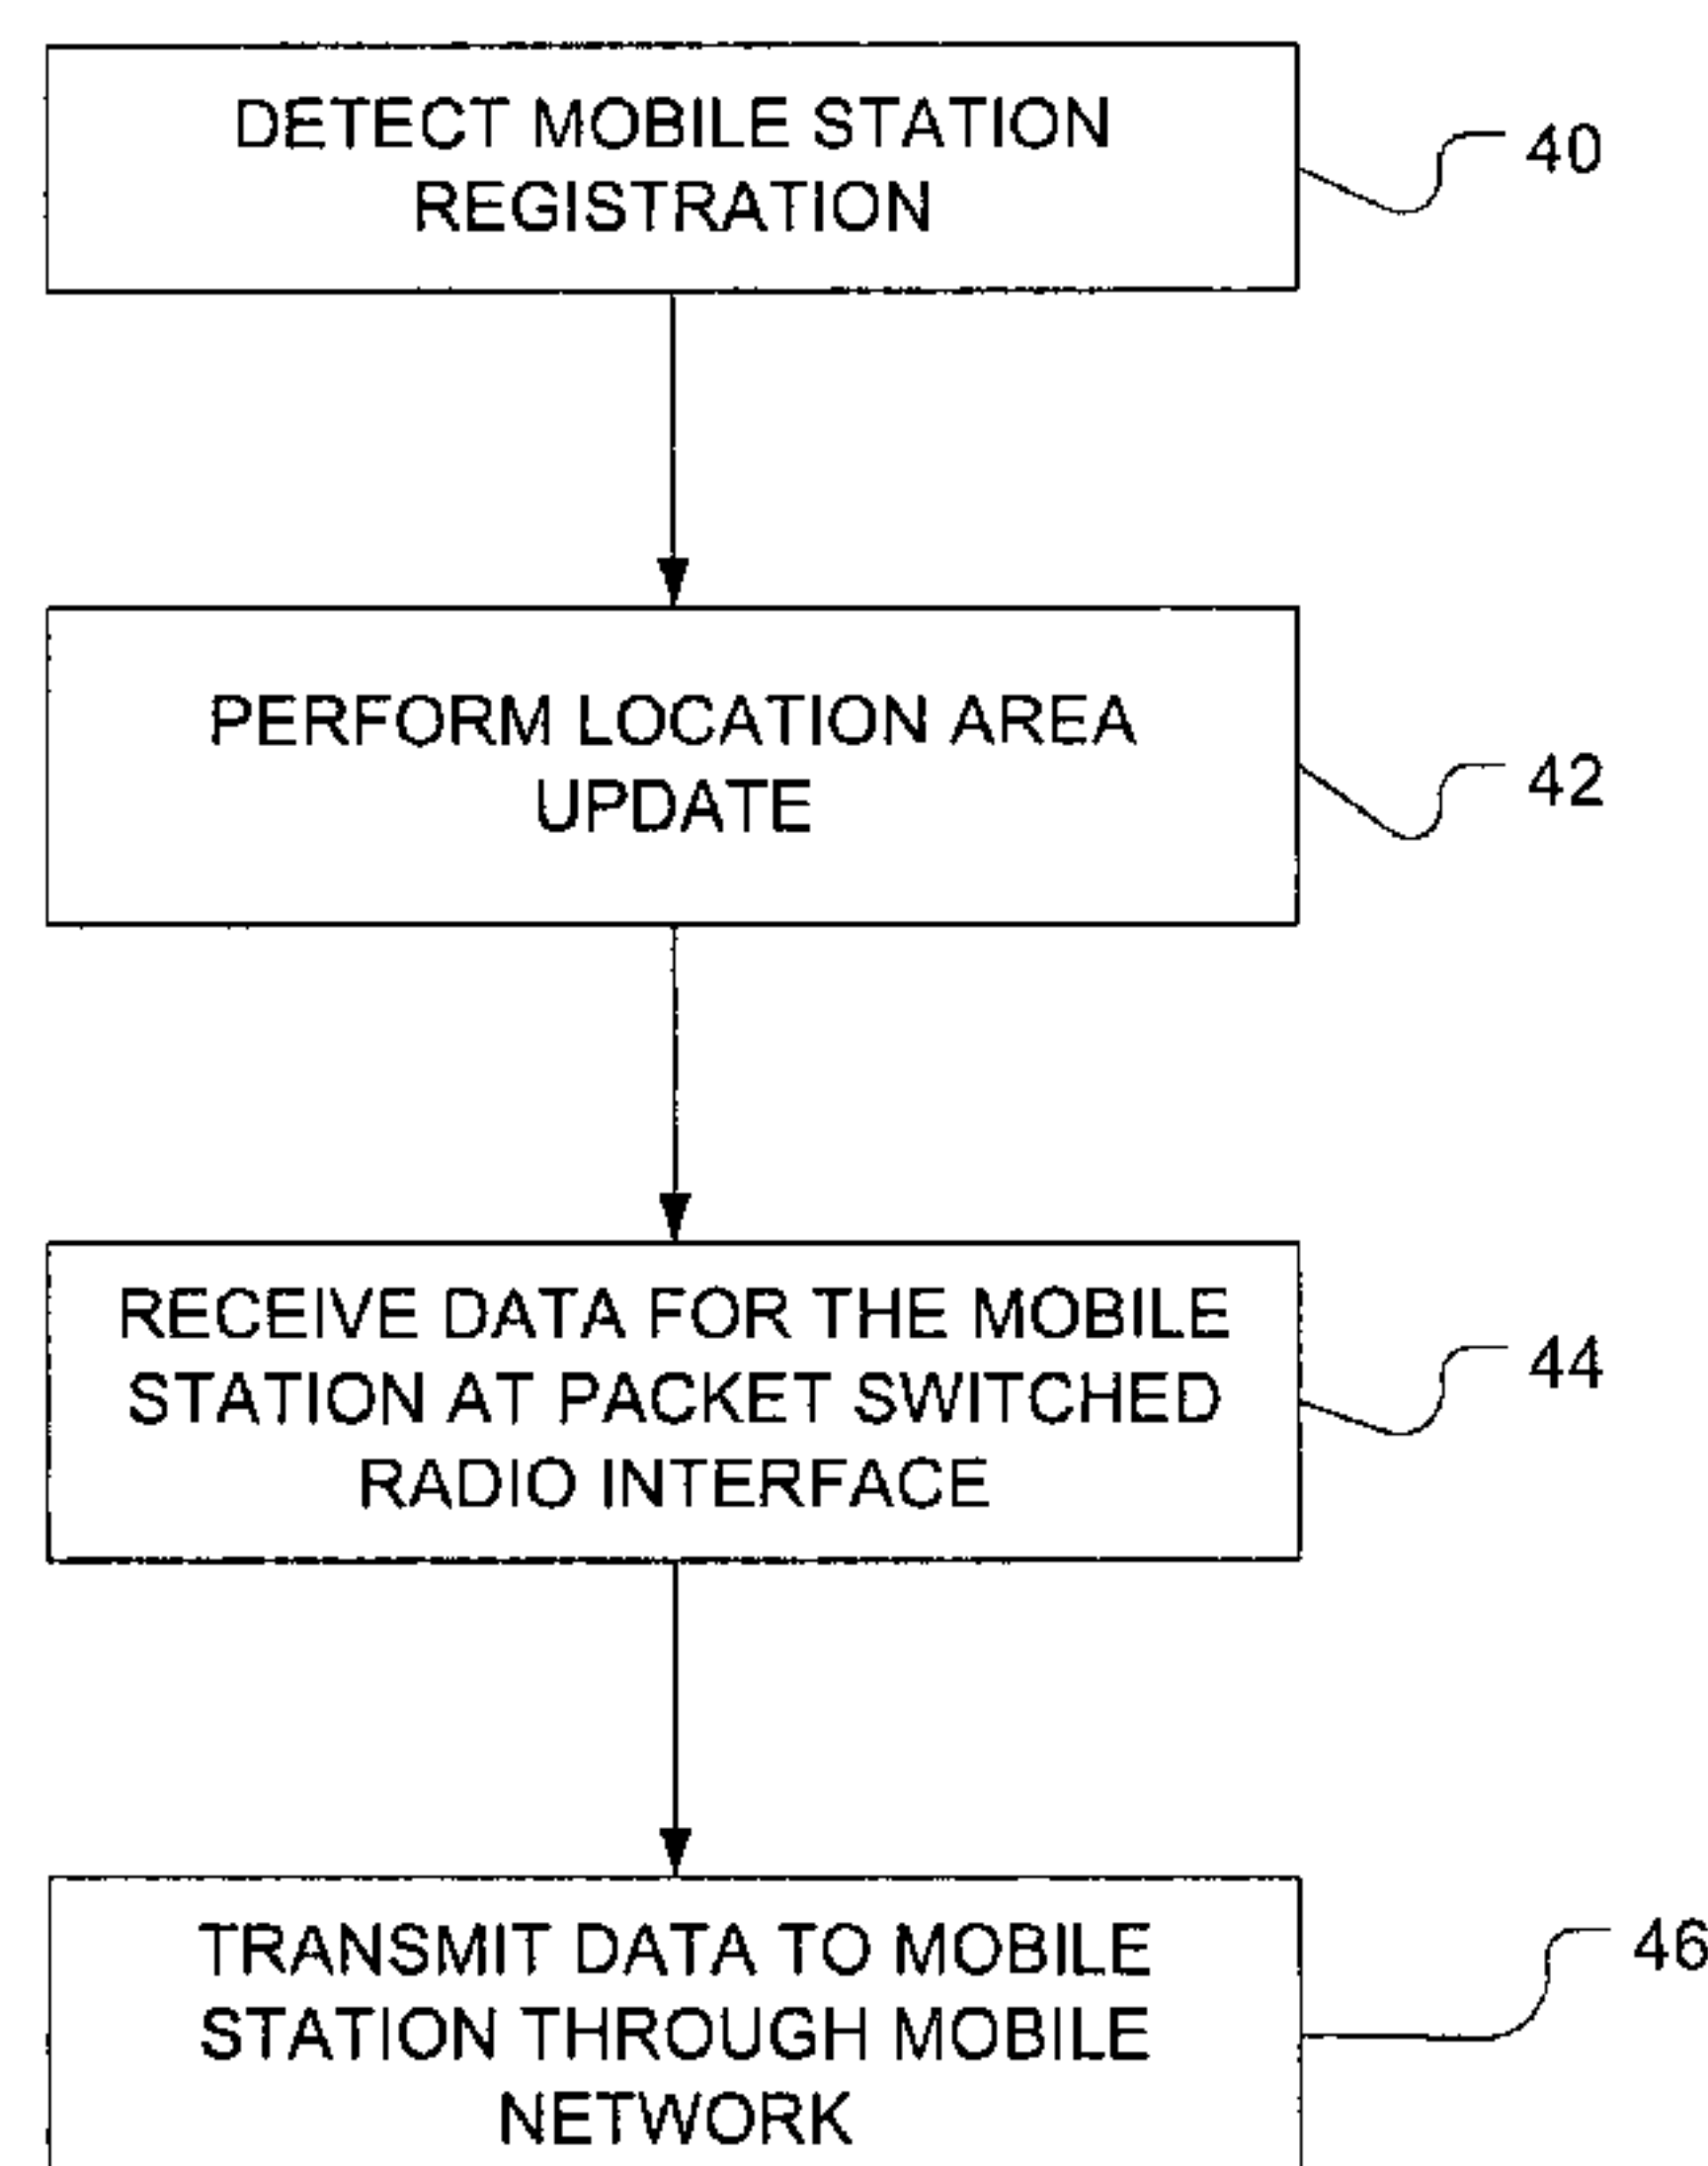 DETECT MOBILE STATION
REGISTRATION
40
PERFORM LOCATION AREA
UPDATE
42
RECEIVE DATA FOR THE MOBILE
STATION AT PACKET SWITCHED
RADIO INTERFACE
44
TRANSMIT DATA TO MOBILE
STATION THROUGH MOBILE
NETWORK
46